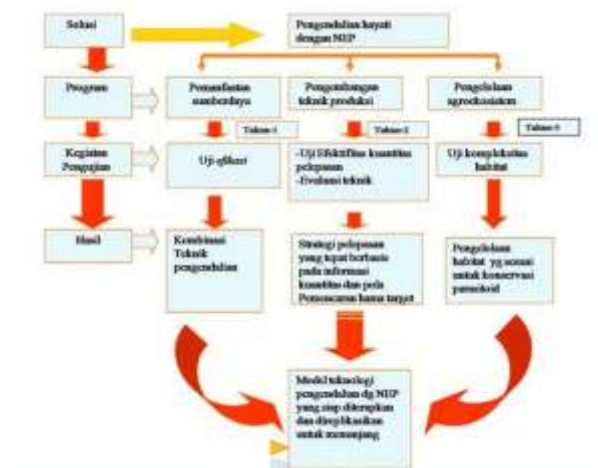 Solusi
Pengendalian hayati
dengan NEP
Program
Pemanfaatan
sumberdaya
Pengembangan
teknik produksi
Pengelolaan
agroekosistem
Tahun-1
Tahun-2
Tahun-3
Kegiatan
Pengujian
Uji efikasi
-Uji Efektifitas kuantitas
pelepasan
-Evaluasi teknik
Uji kompleksitas
habitat
Hasil
Kombinasi
Teknik
pengendalian
Strategi pelepasan
yang tepat berbasis
pada informasi
kuantitas dan pola
Pemencaran hama target
Pengelolaan
habitat yg sesuai
untuk konservasi
parasitoid
Model teknologi
pengendalian dg NEP
yang siap diterapkan
dan direplikasikan
untuk menunjang